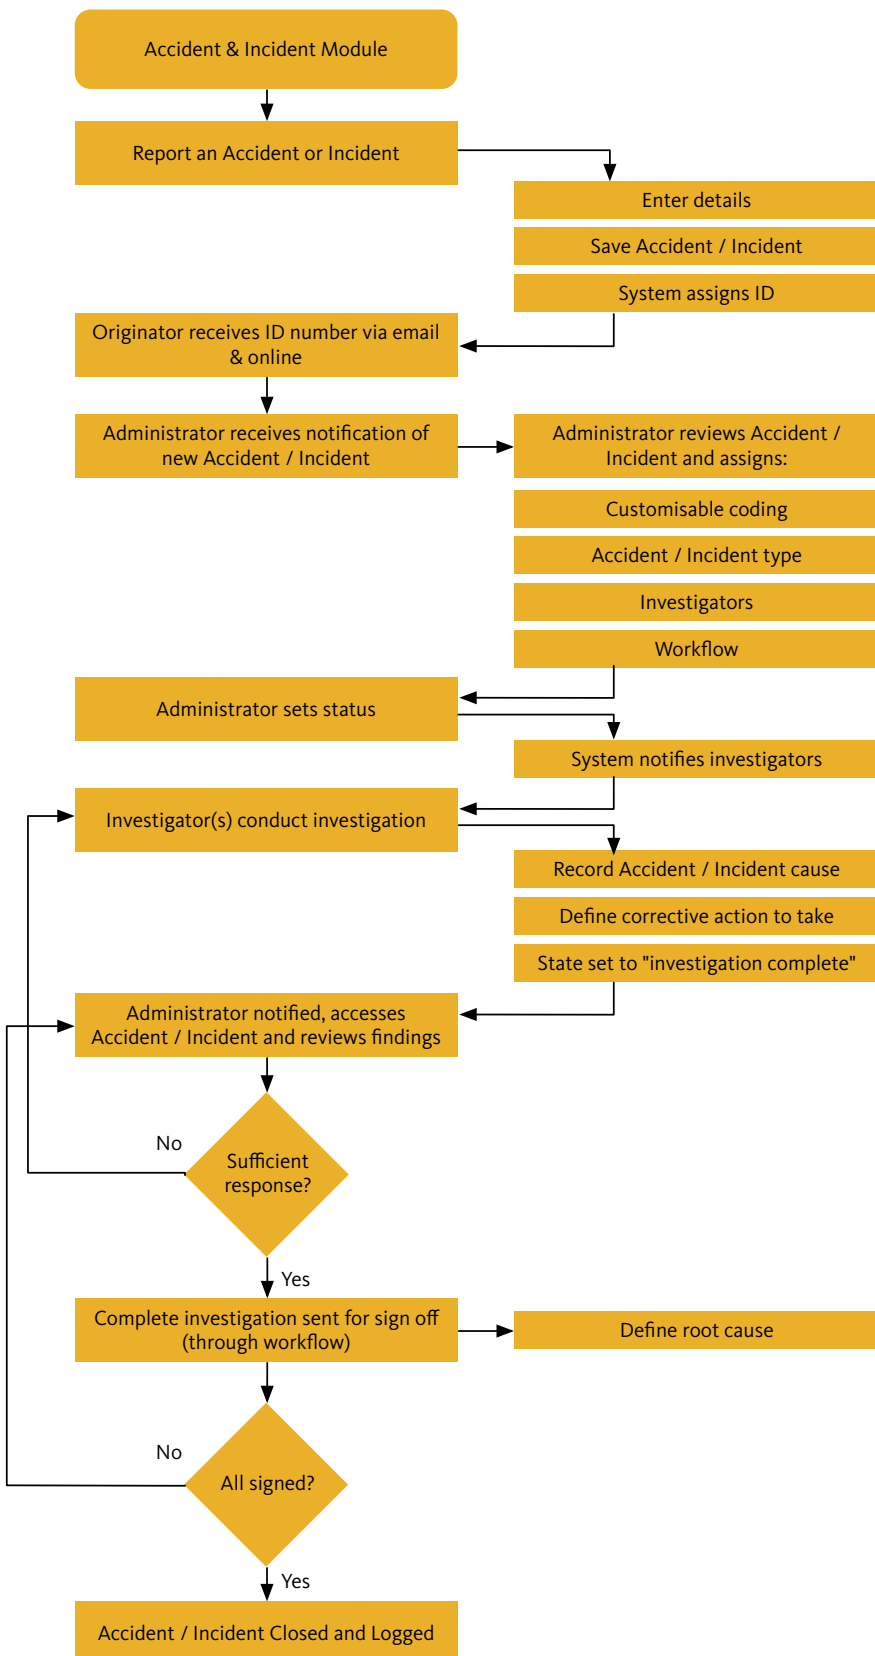 Accident & Incident Module
Report an Accident or Incident
Enter details
Save Accident / Incident
System assigns ID
Originator receives ID number via email
& online
Administrator receives notification of
new Accident / Incident
Administrator reviews Accident /
Incident and assigns:
Customisable coding
Accident / Incident type
Investigators
Workflow
Administrator sets status
System notifies investigators
Investigator(s) conduct investigation
Record Accident / Incident cause
Define corrective action to take
State set to "investigation complete"
Administrator notified, accesses
Accident / Incident and reviews findings
No
Sufficient
response?
Yes
Complete investigation sent for sign off
(through workflow)
Define root cause
No
All signed?
Yes
Accident / Incident Closed and Logged